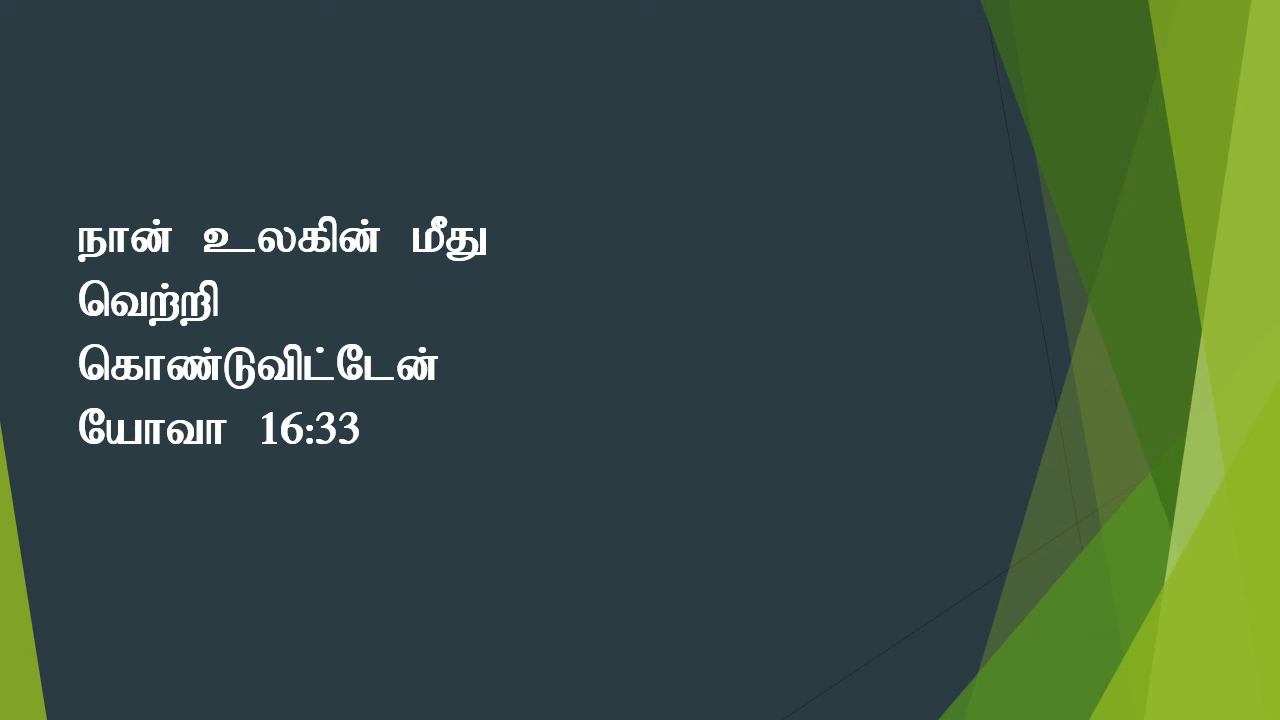 நான் உலகின் மீது
வெற்றி
கொண்டுவிட்டேன்
யோவா 16:33